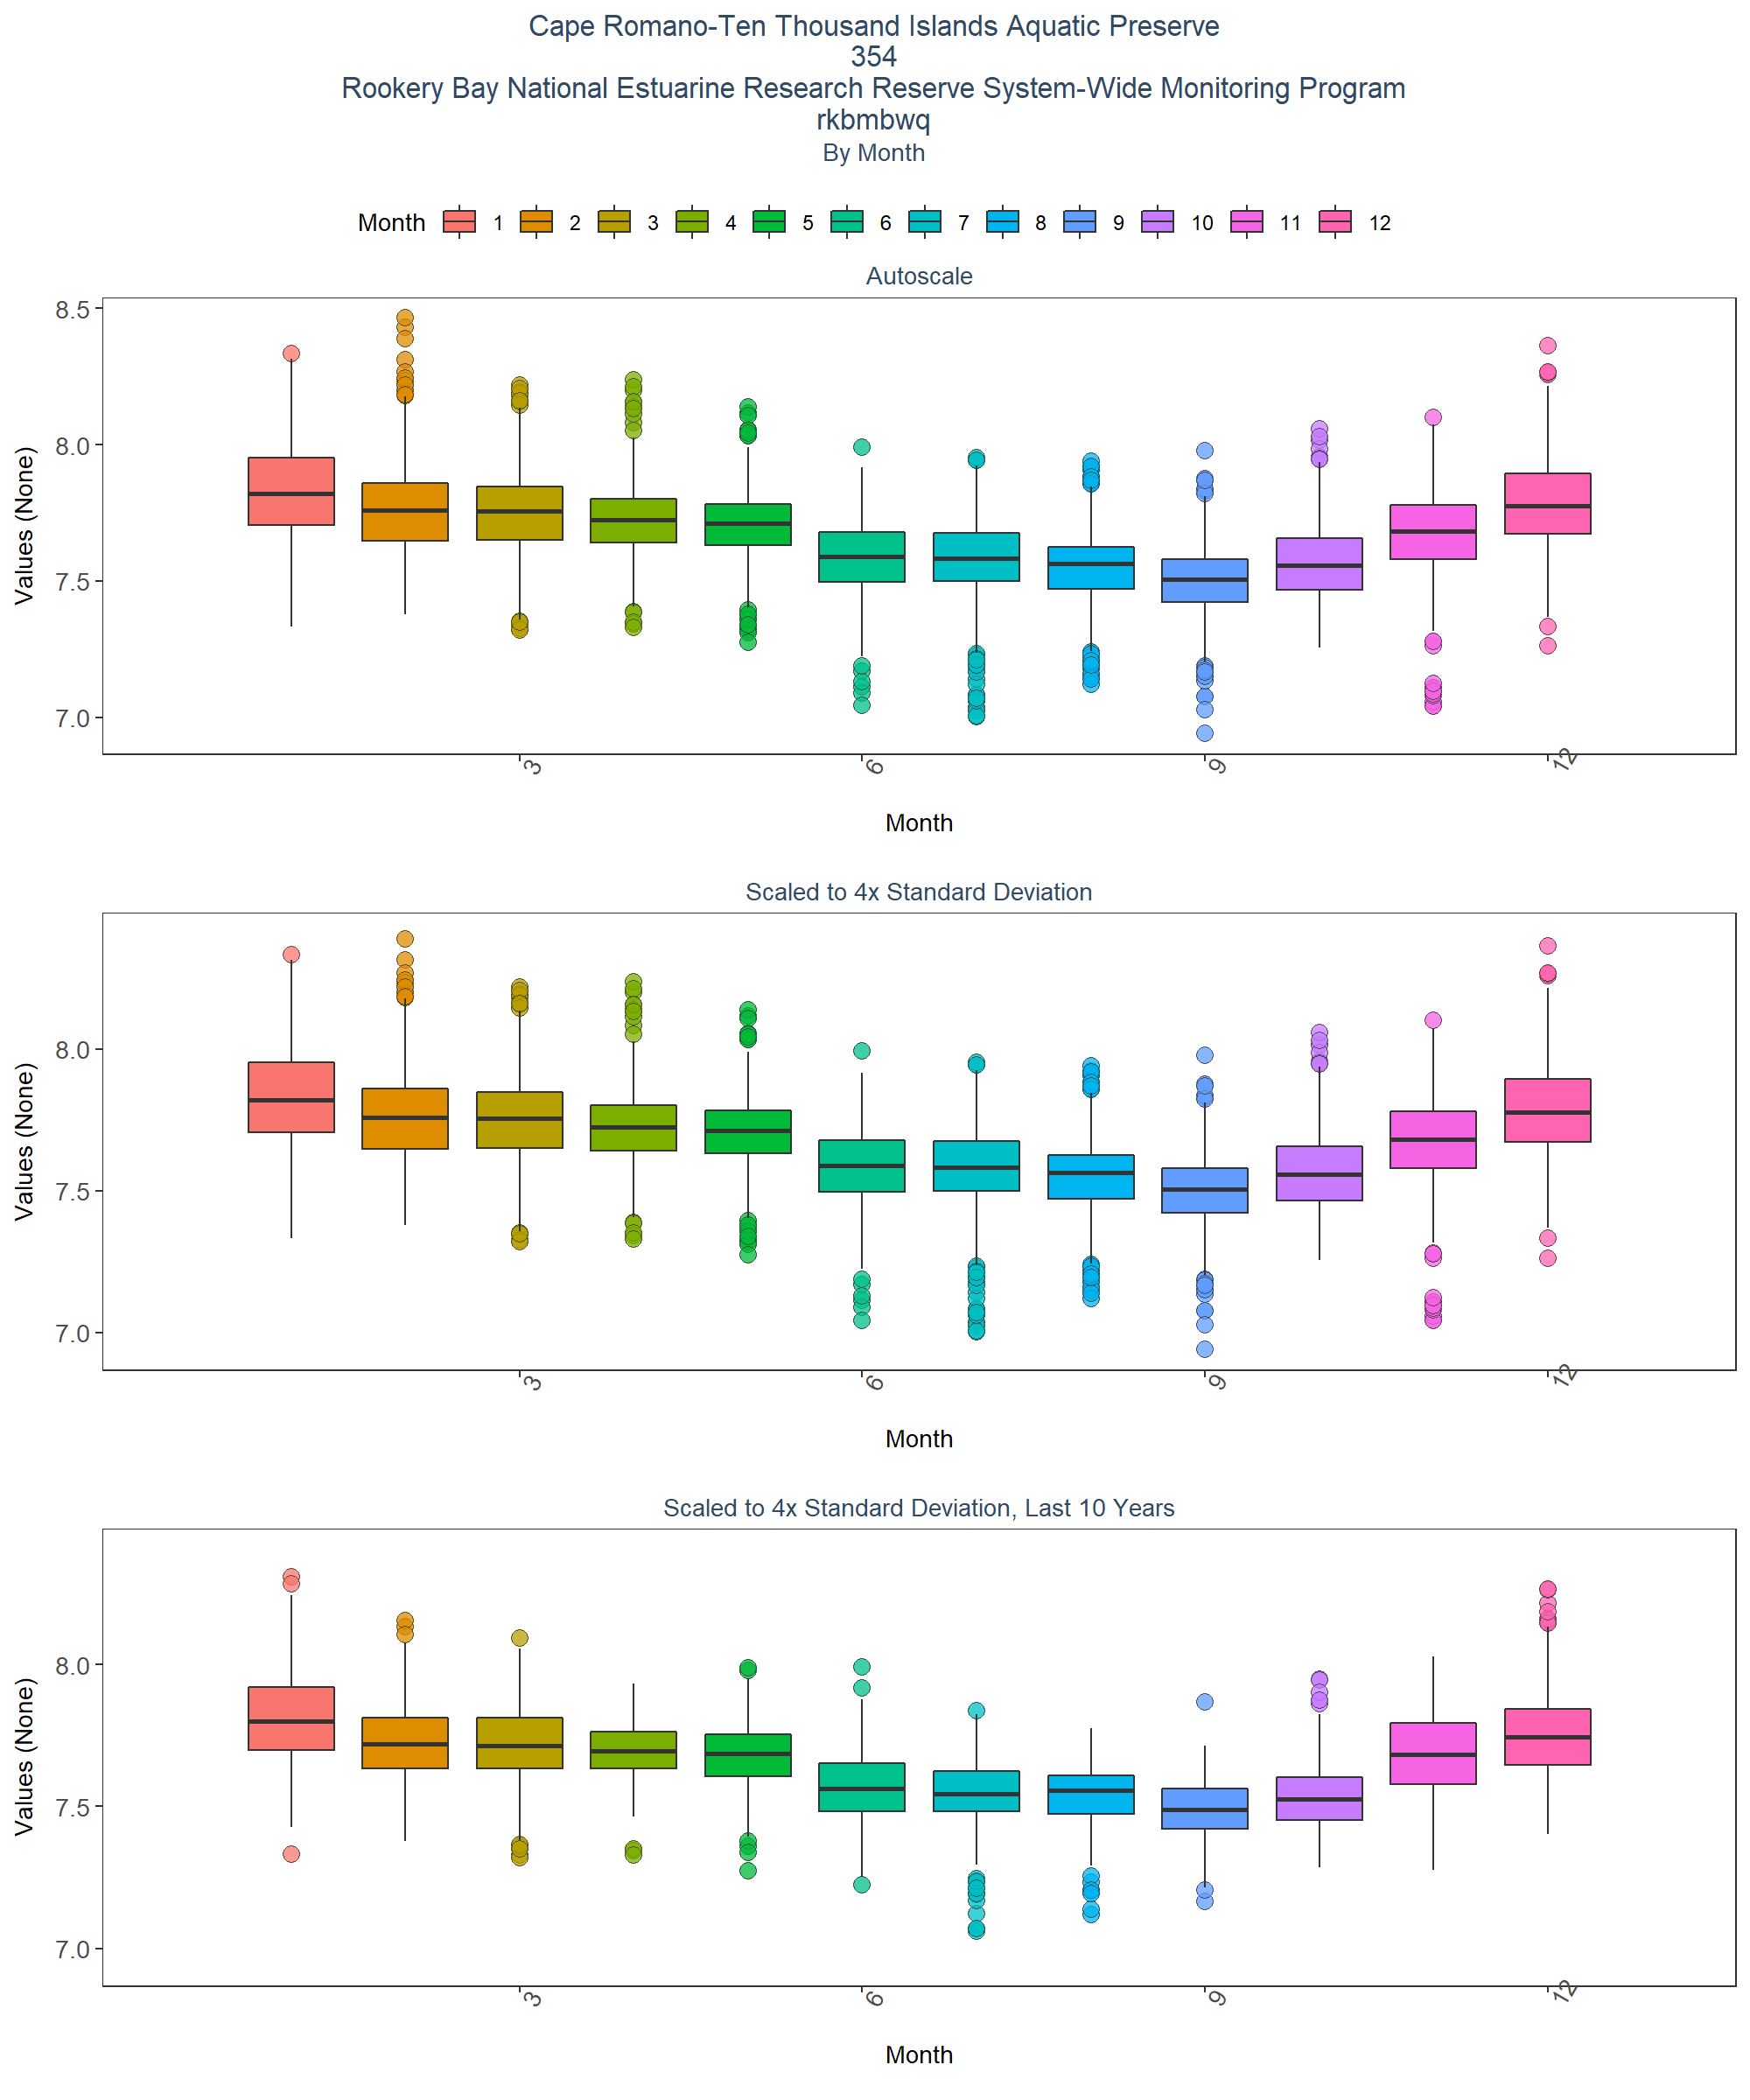 Cape Romano-Ten Thousand Islands Aquatic Preserve
354
Rookery Bay National Estuarine Research Reserve System-Wide Monitoring Program
rkbmbwq
By Month
Month 1 2 3 4 5 6 7 8 9 10 11 12
Autoscale
8.5
8.0
7.5
7.0
Values (None)
3 6 9 12
Month
Scaled to 4x Standard Deviation
8.0
7.5
7.0
Values (None)
3 6 9 12
Month
Scaled to 4x Standard Deviation, Last 10 Years
8.0
7.5
7.0
Values (None)
3 6 9 12
Month